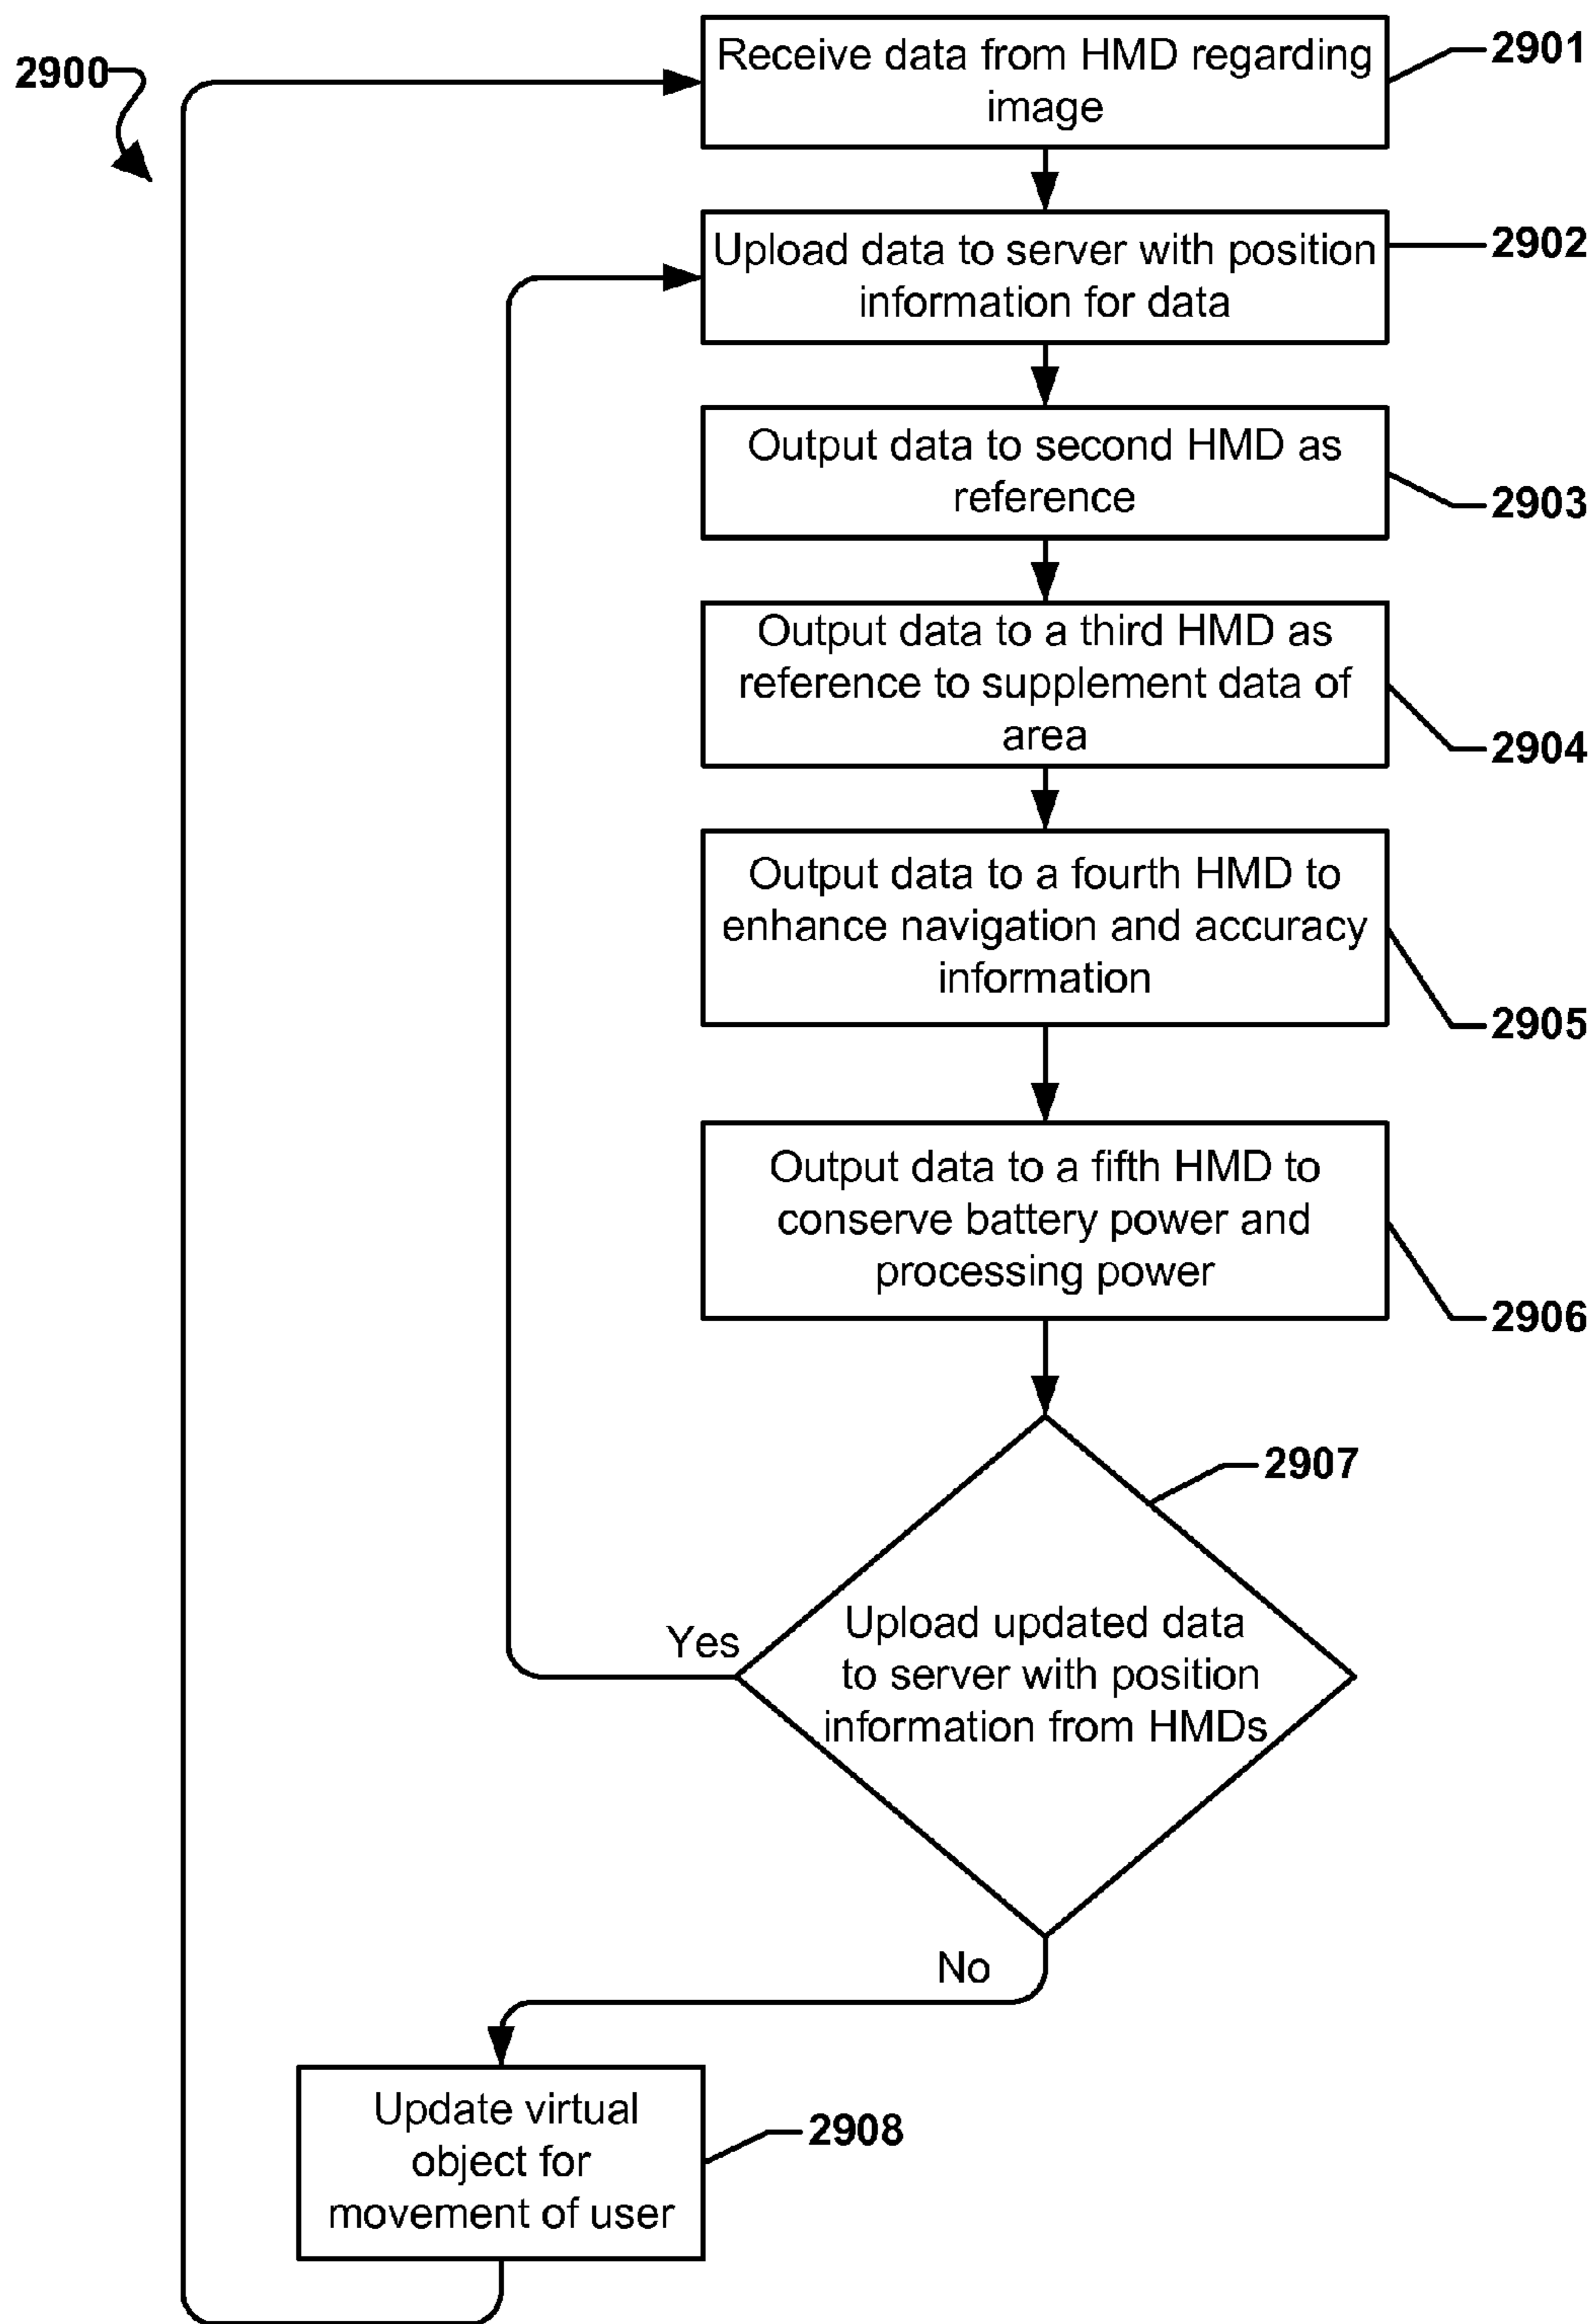 2900
Receive data from HMD regarding
image
2901
Upload data to server with position
information for data
2902
Output data to second HMD as
reference
2903
Output data to a third HMD as
reference to supplement data of
area
2904
Output data to a fourth HMD to
enhance navigation and accuracy
information
2905
Output data to a fifth HMD to
conserve battery power and
processing power
2906
2907
Upload updated data
to server with position
information from HMDs
Yes
No
Update virtual
object for
movement of user
2908